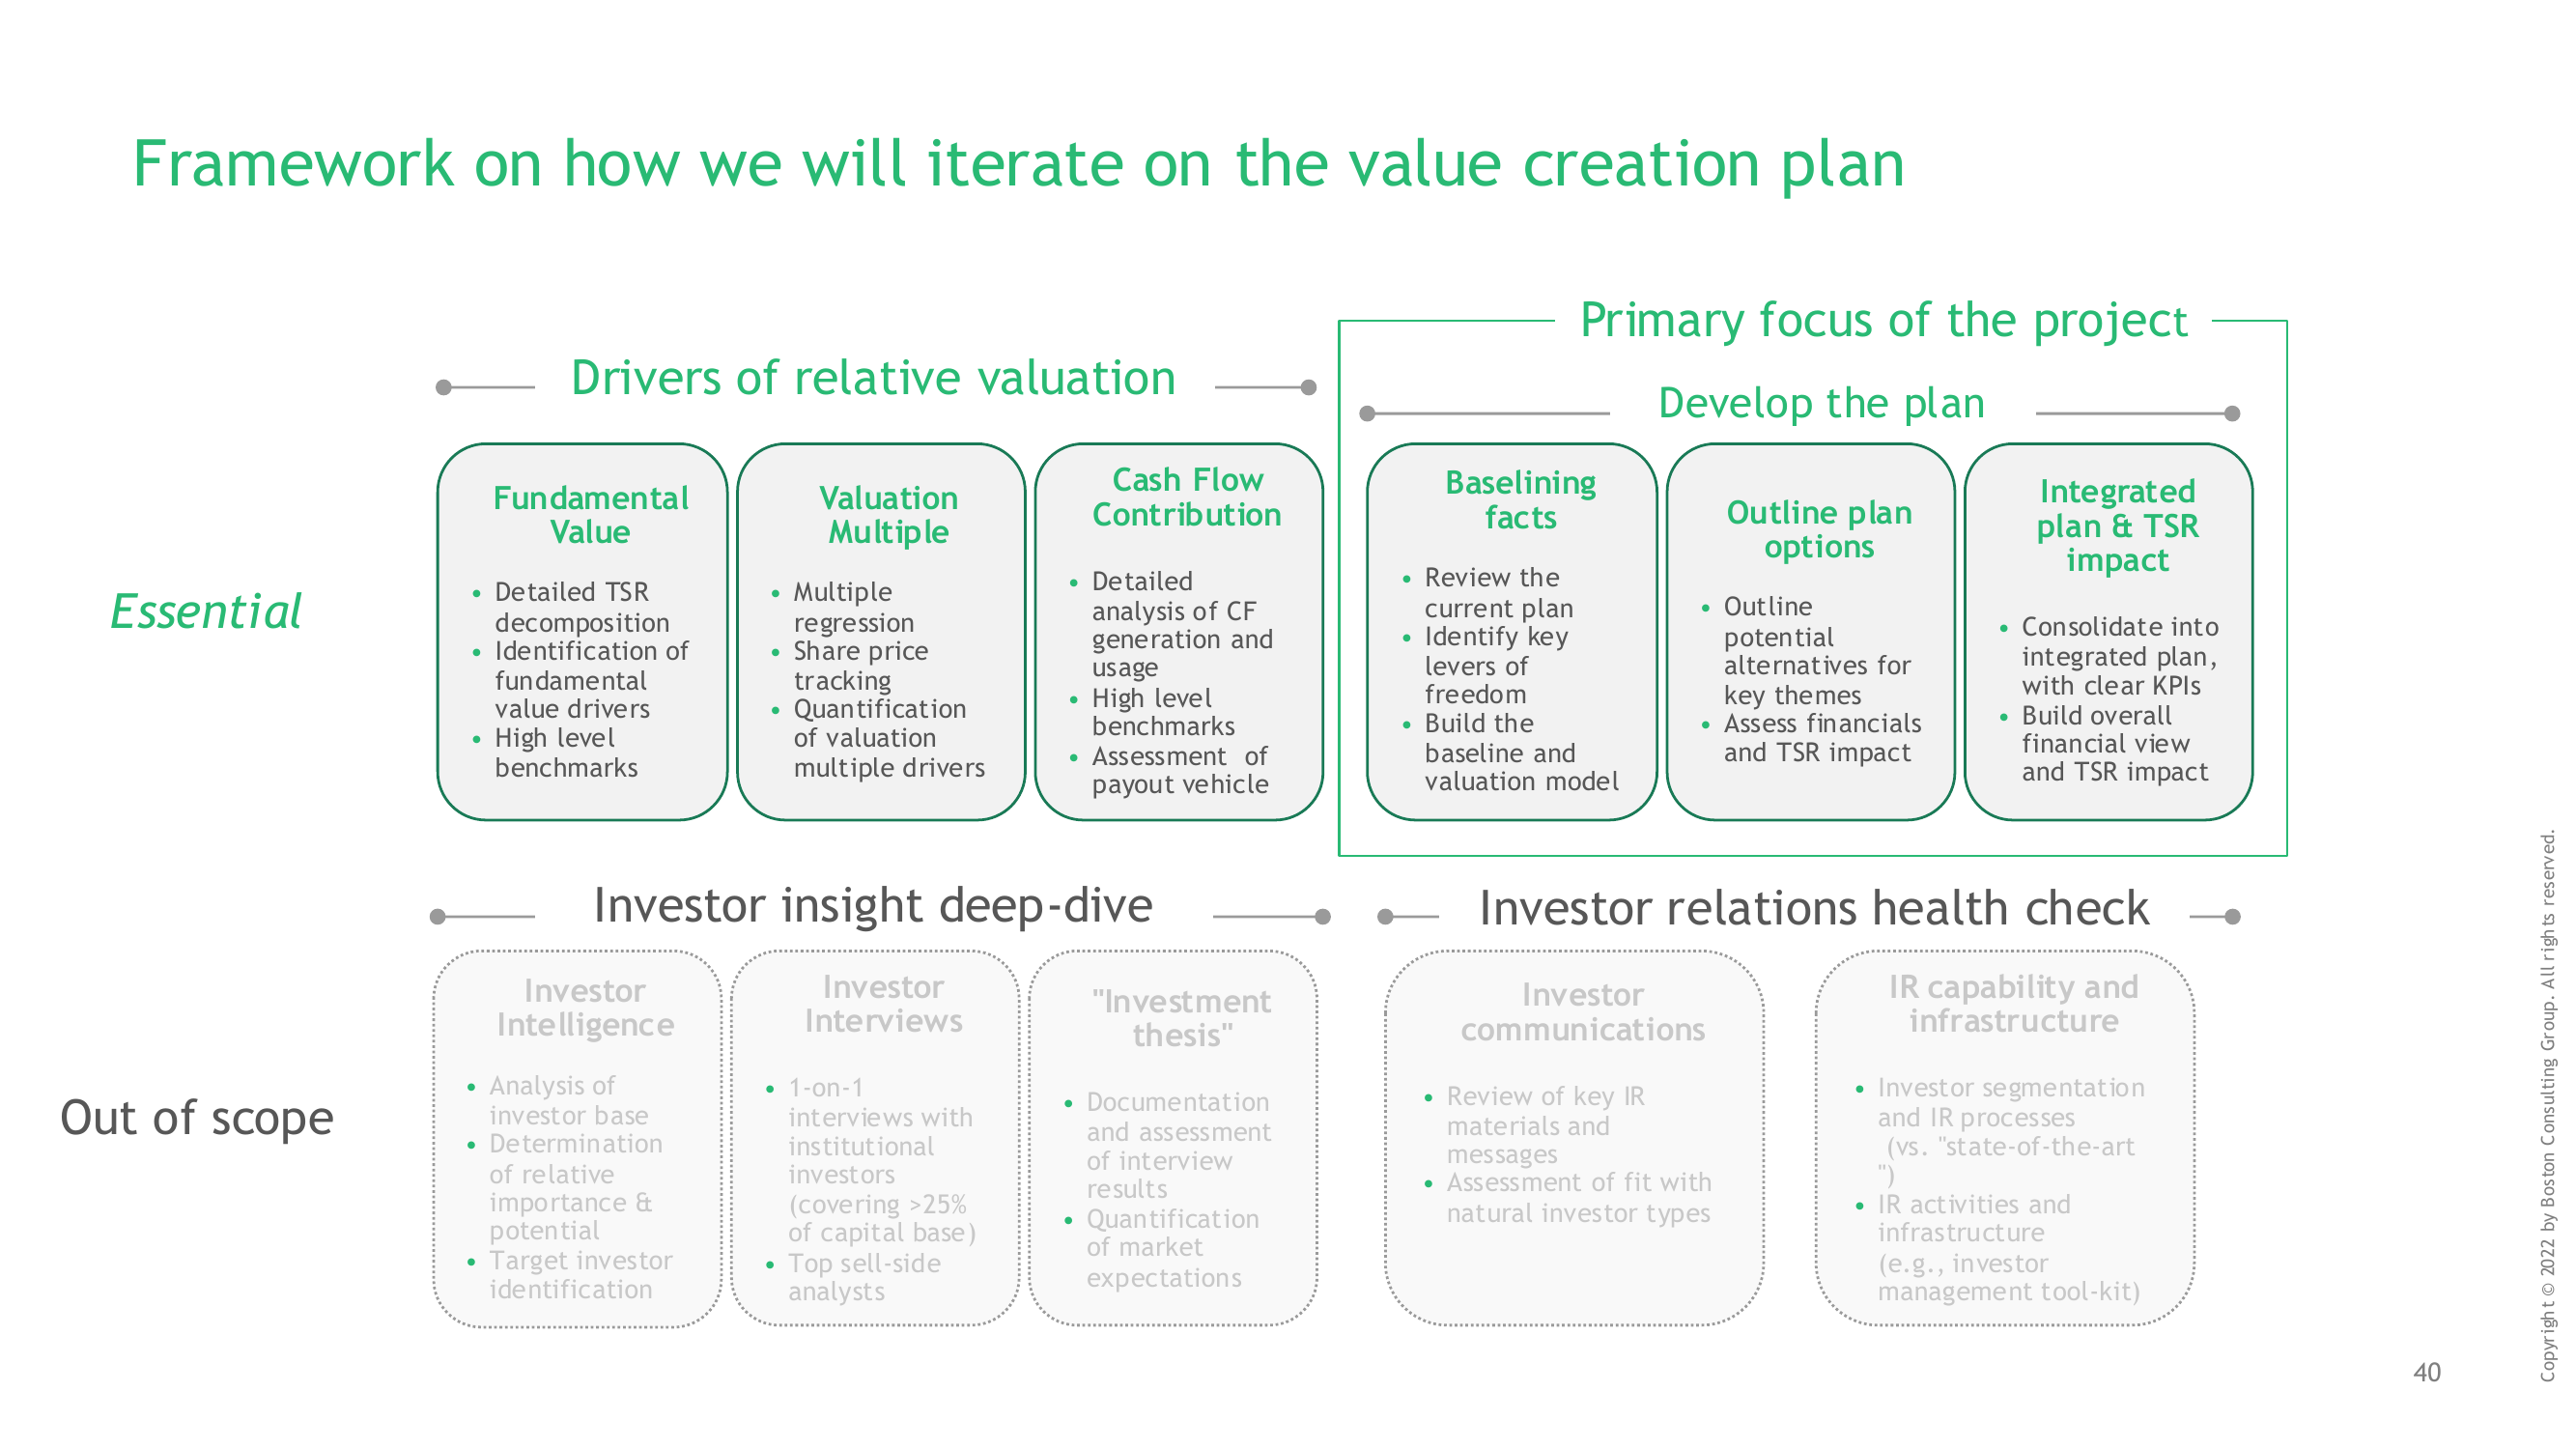 Framework on how we will iterate on the value creation plan
Primary focus of the project
Drivers of relative valuation
Develop the plan
Essential
Fundamental
Value
• Detailed TSR
decomposition
• Identification of
fundamental
value drivers
• High level
benchmarks
Valuation
Multiple
• Multiple
regression
• Share price
tracking
• Quantification
of valuation
multiple drivers
Cash Flow
Contribution
• Detailed
analysis of CF
generation and
usage
• High level
benchmarks
• Assessment of
payout vehicle
Baselining
facts
• Review the
current plan
• Identify key
levers of
freedom
• Build the
baseline and
valuation model
Outline plan
options
• Outline
potential
alternatives for
key themes
• Assess financials
and TSR impact
Integrated
plan & TSR
impact
• Consolidate into
integrated plan,
with clear KPIs
• Build overall
financial view
and TSR impact
Investor insight deep-dive
Investor relations health check
Out of scope
Investor
Intelligence
• Analysis of
investor base
• Determination
of relative
importance &
potential
• Target investor
identification
Investor
Interviews
• 1-on-1
interviews with
institutional
investors
(covering >25%
of capital base)
• Top sell-side
analysts
"Investment
thesis"
• Documentation
and assessment
of interview
results
• Quantification
of market
expectations
Investor
communications
• Review of key IR
materials and
messages
• Assessment of fit with
natural investor types
IR capability and
infrastructure
• Investor segmentation
and IR processes
(vs. "state-of-the-art
")
• IR activities and
infrastructure
(e.g., investor
management tool-kit)
40
Copyright © 2022 by Boston Consulting Group. All rights reserved.